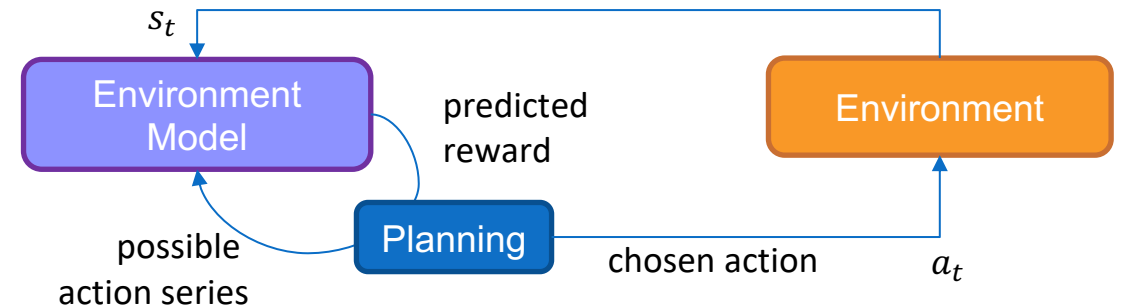 s_t
Environment
Model
predicted
reward
Environment
Planning
possible
action series
chosen action
a_t